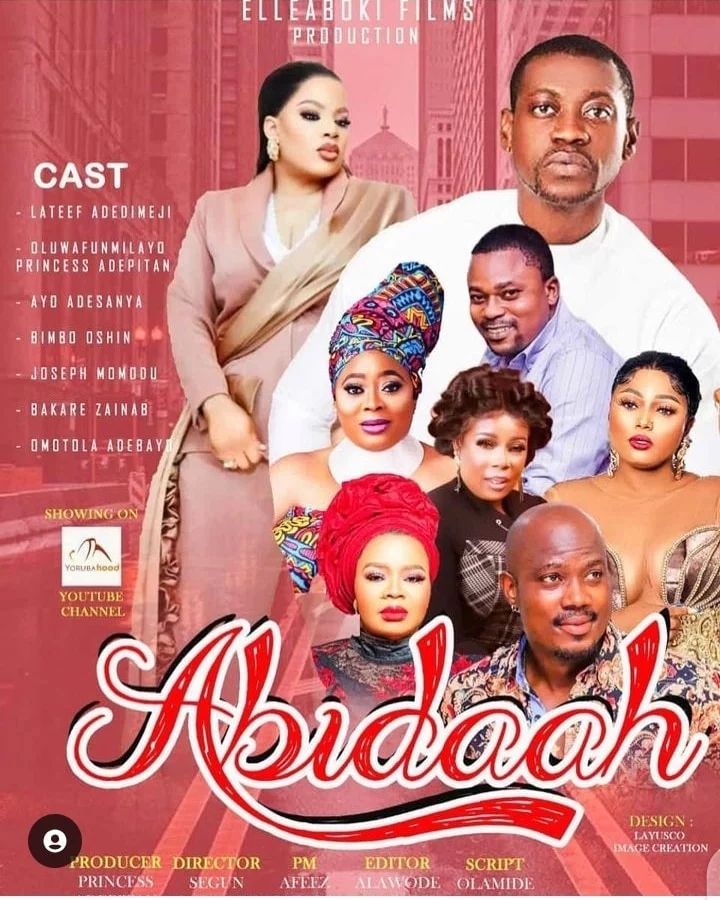 ELLEABOKI FILMS
PRODUCTION
CAST
- LATEEF ADEDIMEJI
- OLUWAFUNMILAYO
PRINCESS ADEPITAN
- AYO ADESANYA
- BIMBO OSHIN
- JOSEPH MOMODU
- BAKARE ZAINAB
- OMOTOLA ADEBAYO
SHOWING ON
YORUBAhood
YOUTUBE
CHANNEL
Abidaah
DESIGN :
LAYUSCO
IMAGE CREATION
PRODUCER DIRECTOR PM EDITOR SCRIPT
PRINCESS SEGUN AFEEZ ALAWODE OLAMIDE